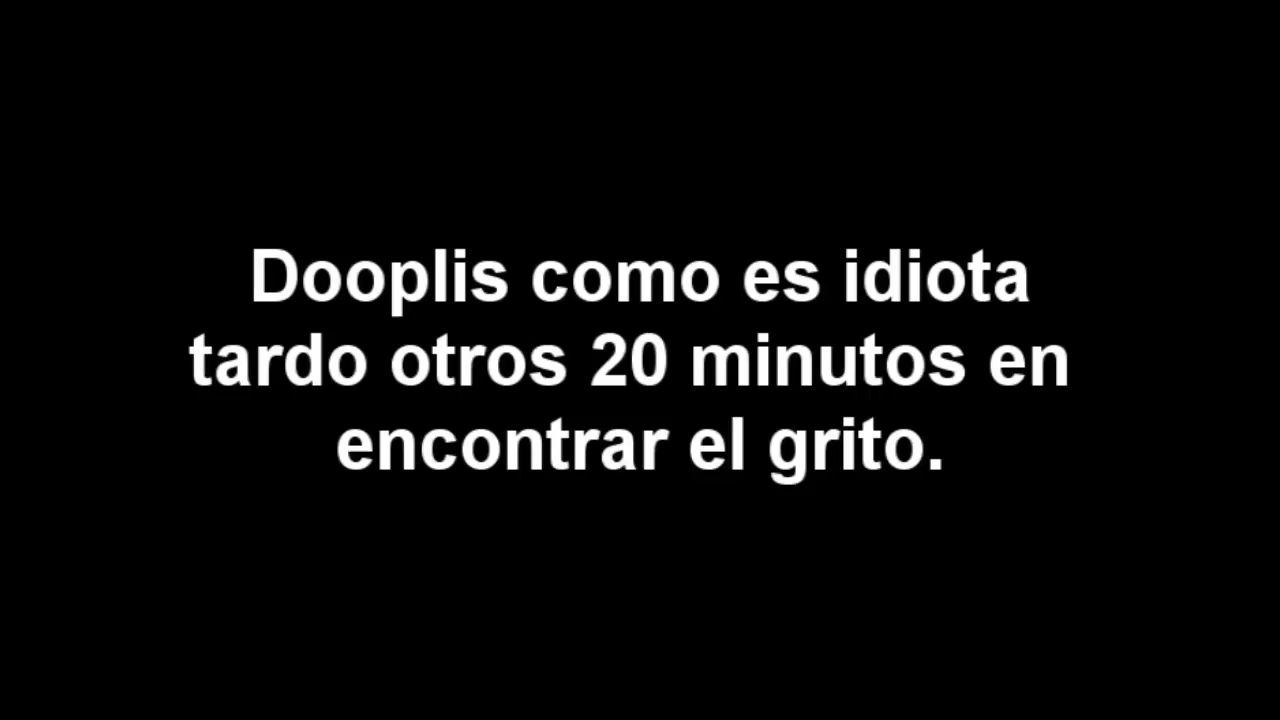 Dooplis como es idiota
tardo otros 20 minutos en
encontrar el grito.